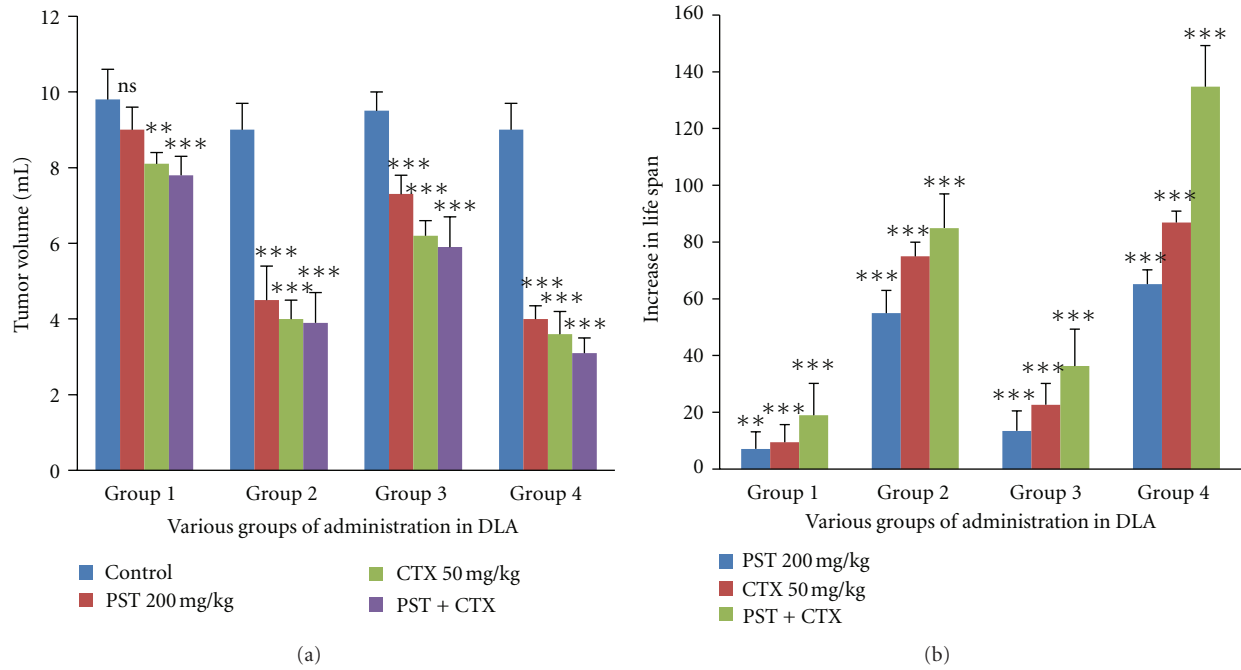 12
10
8
6
4
2
0
Tumor volume (mL)
ns
**
***
***
***
***
***
***
***
***
***
***
Group 1 Group 2 Group 3 Group 4
Various groups of administration in DLA
Control
PST 200 mg/kg
CTX 50 mg/kg
PST + CTX
(a)
160
140
120
100
80
60
40
20
0
Increase in life span
**
***
***
***
***
***
***
***
***
***
***
***
Group 1 Group 2 Group 3 Group 4
Various groups of administration in DLA
PST 200 mg/kg
CTX 50 mg/kg
PST + CTX
(b)